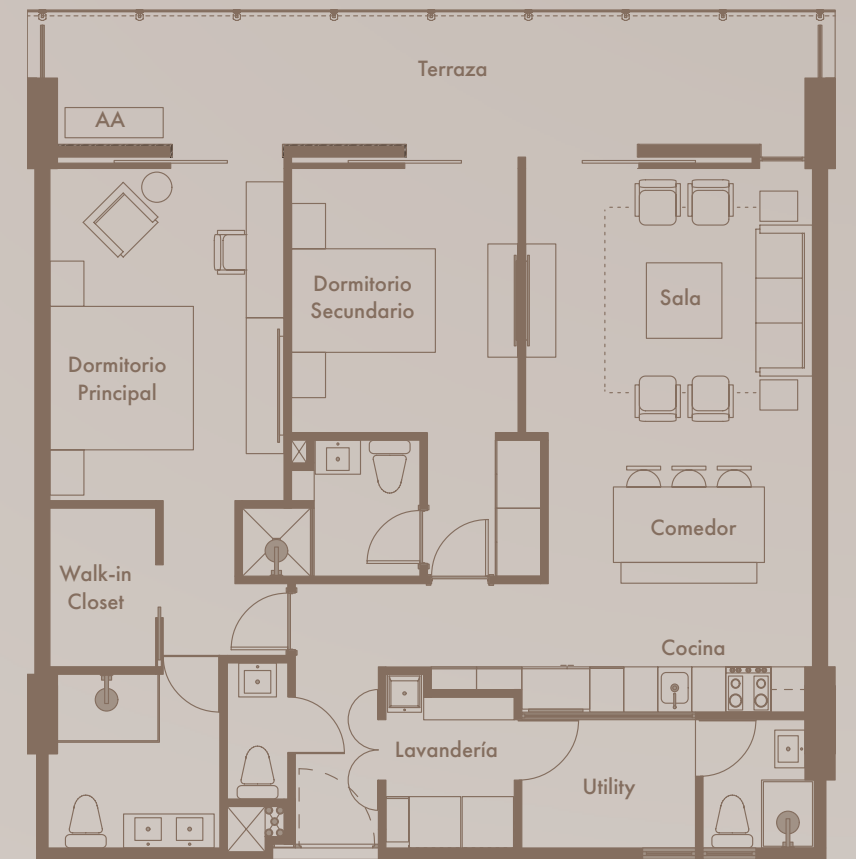 Terraza
AA
Dormitorio
Secundario
Sala
Dormitorio
Principal
Comedor
Walk-in
Closet
Cocina
Lavandería
Utility